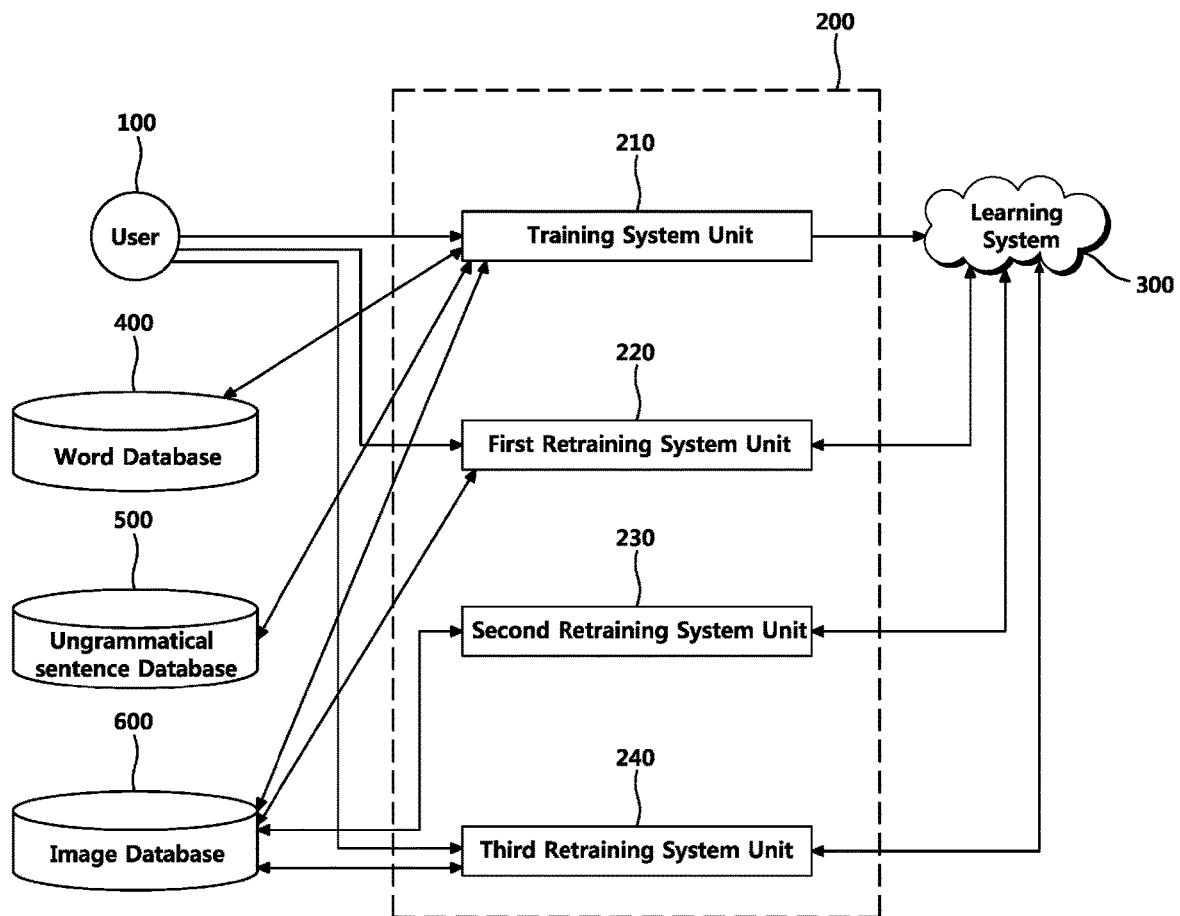 200
100
210
User
Training System Unit
Learning
System
300
400
220
Word Database
First Retraining System Unit
500
230
Ungrammatical
sentence Database
Second Retraining System Unit
600
240
Image Database
Third Retraining System Unit